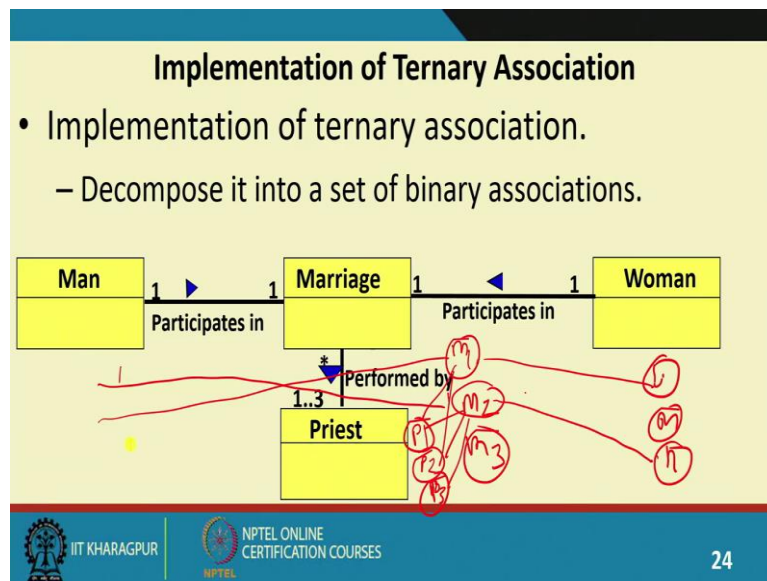 Implementation of Ternary Association
• Implementation of ternary association.
– Decompose it into a set of binary associations.
Man
1
1
Marriage
1
1
Woman
Participates in
Participates in
*
Performed by
1..3
Priest
P1
M2
P2
M3
P3
IIT KHARAGPUR
NPTEL ONLINE
CERTIFICATION COURSES
NPTEL
24